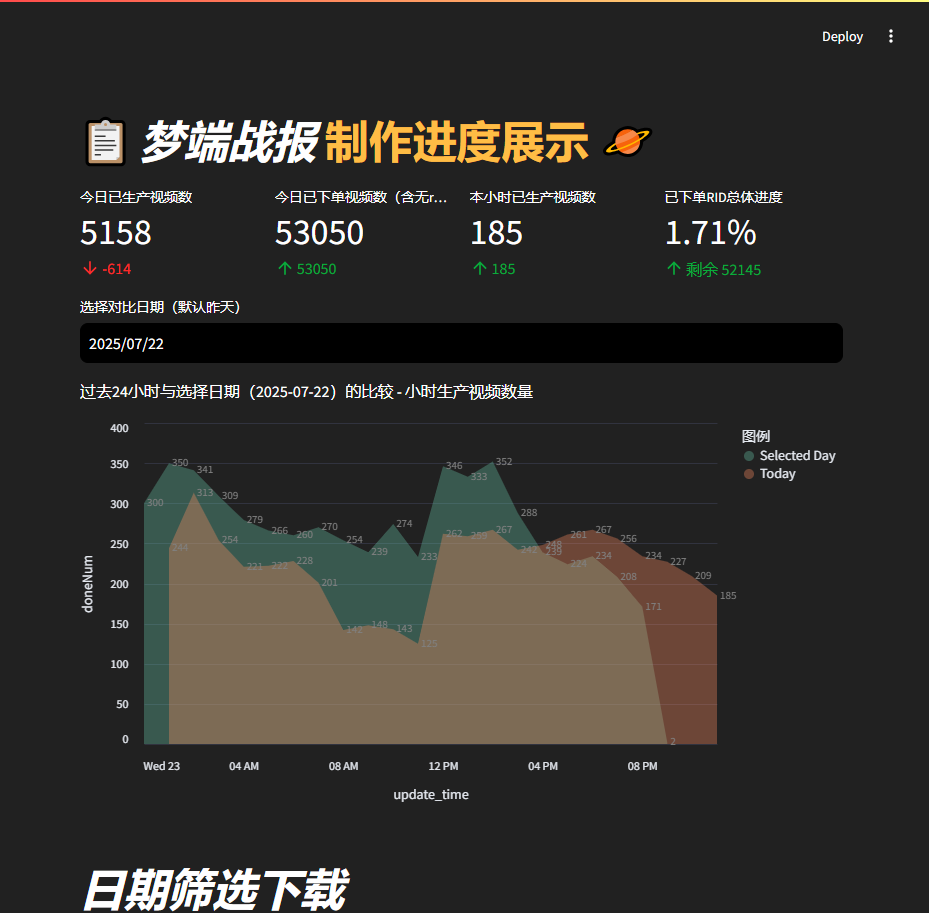 Deploy
梦端战报 制作进度展示
今日已生产视频数
5158
-614
今日已下单视频数（含无r...
53050
53050
本小时已生产视频数
185
185
已下单RID总体进度
1.71%
剩余 52145
选择对比日期（默认昨天）
2025/07/22
过去24小时与选择日期（2025-07-22）的比较 - 小时生产视频数量
图例
Selected Day
Today
doneNum
400
350
300
250
200
150
100
50
0
300 350 341 309 279 266 260 270 254 239 274 233 346 333 352 288 239 224 234 208 171 2
244 313 254 221 222 228 201 142 148 143 125 262 259 267 242 248 261 267 256 234 227 209 185
Wed 23 04 AM 08 AM 12 PM 04 PM 08 PM
update_time
日期筛选下载